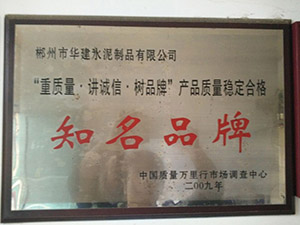 郴州市华建水泥制品有限公司
“重质量·讲诚信·树品牌”产品质量稳定合格
知名品牌
中国质量万里行市场调查中心
二00九年